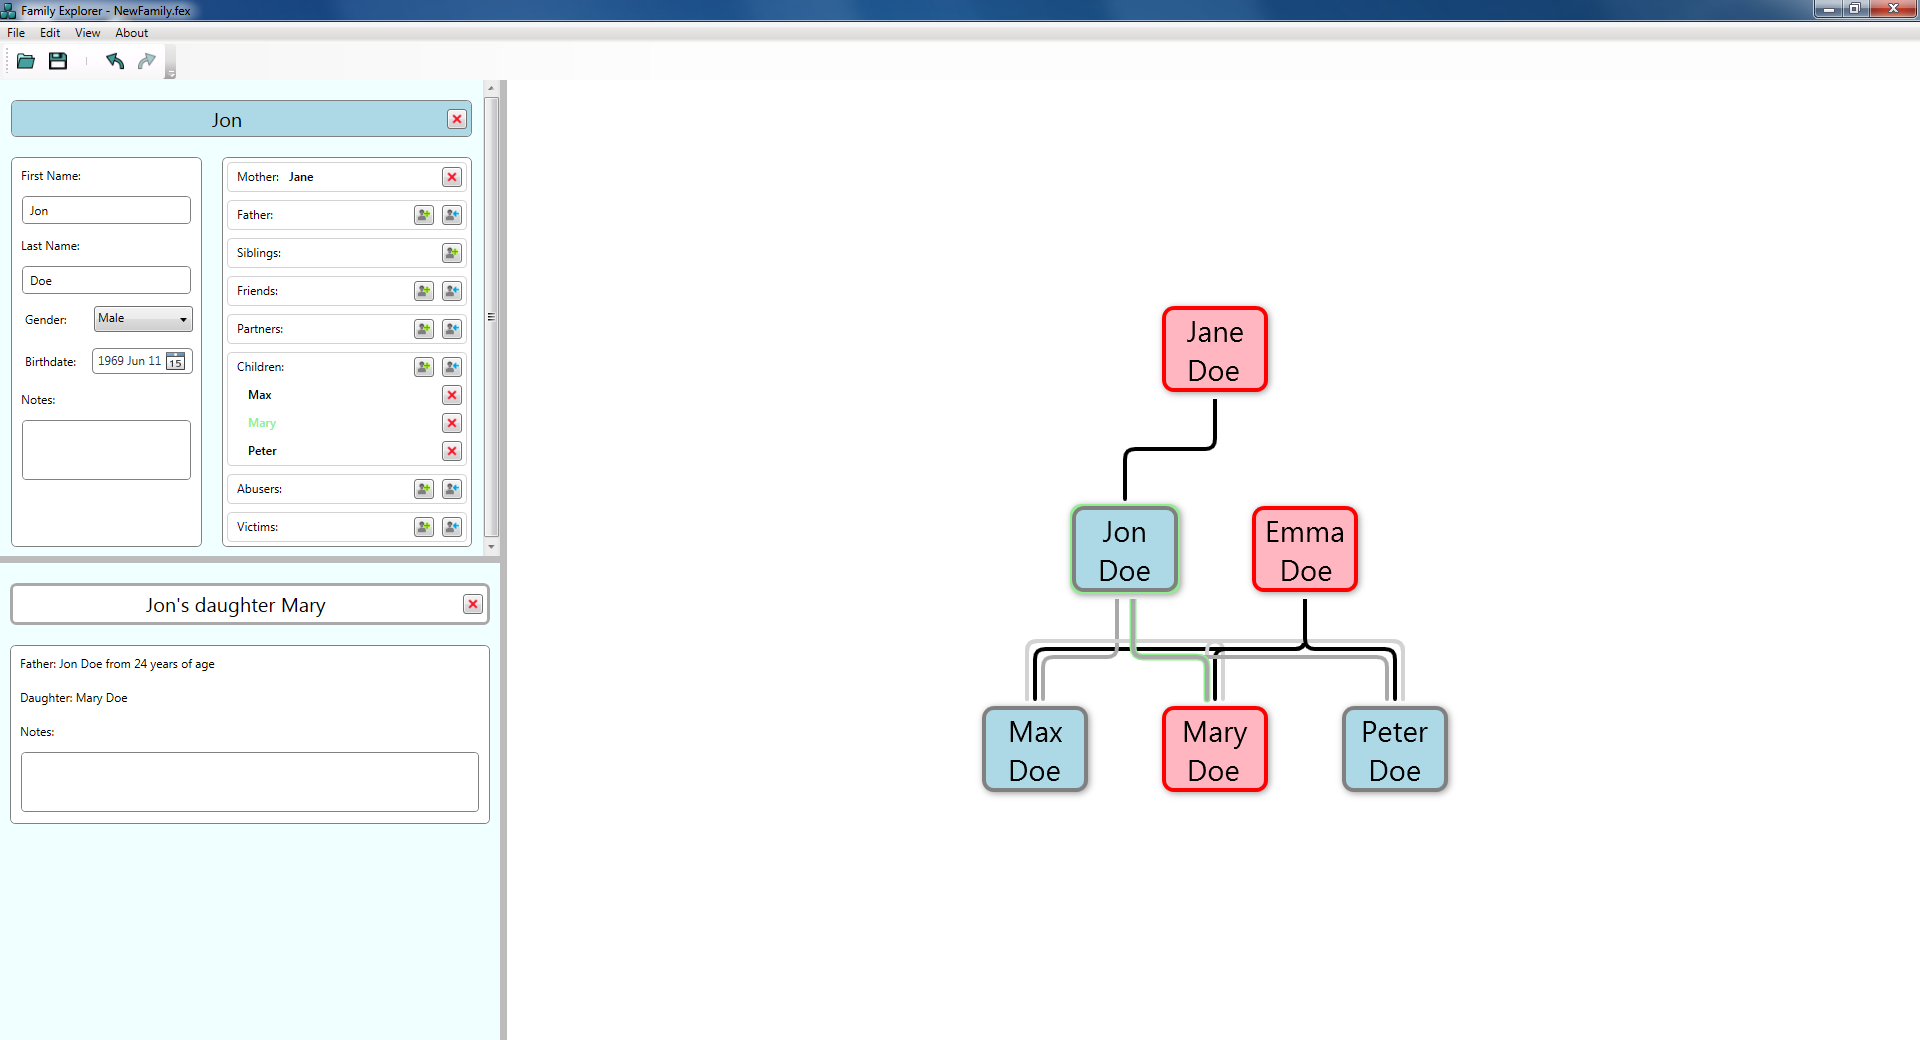 Family Explorer - NewFamily.fex
File Edit View About
Jon
First Name:
Jon
Last Name:
Doe
Gender: Male
Birthdate: 1969 Jun 11 15
Notes:
Mother: Jane
Father:
Siblings:
Friends:
Partners:
Children:
Max
Mary
Peter
Abusers:
Victims:
Jon's daughter Mary
Father: Jon Doe from 24 years of age
Daughter: Mary Doe
Notes:
Jane
Doe
Jon
Doe
Emma
Doe
Max
Doe
Mary
Doe
Peter
Doe